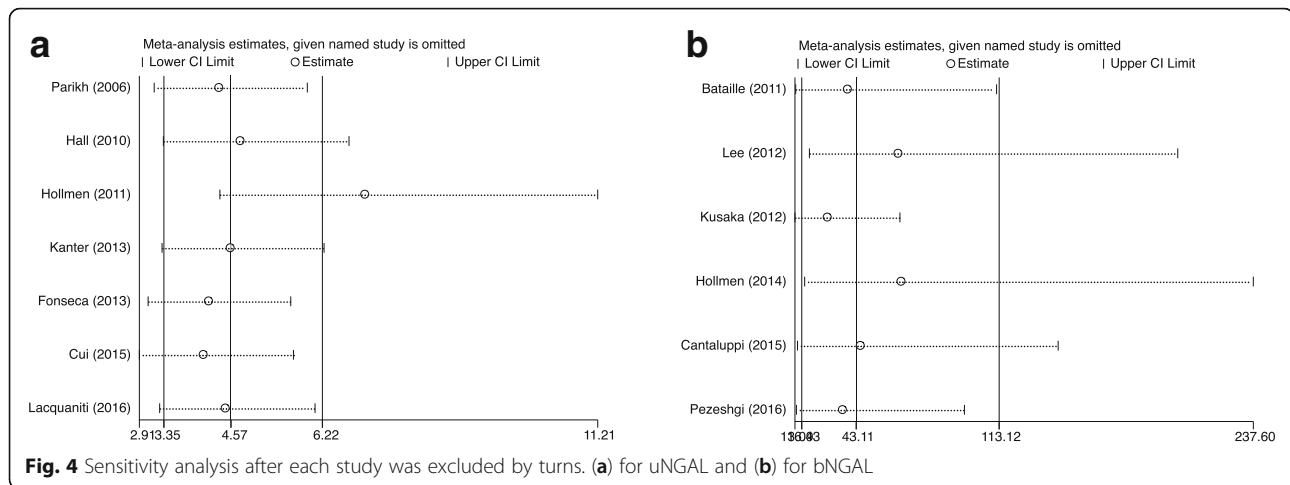 a
Meta-analysis estimates, given named study is omitted
Lower CI Limit Estimate Upper CI Limit
Parikh (2006)
Hall (2010)
Hollmen (2011)
Kanter (2013)
Fonseca (2013)
Cui (2015)
Lacquaniti (2016)
2.91 3.35 4.57 6.22 11.21
b
Meta-analysis estimates, given named study is omitted
Lower CI Limit Estimate Upper CI Limit
Bataille (2011)
Lee (2012)
Kusaka (2012)
Hollmen (2014)
Cantaluppi (2015)
Pezeshgi (2016)
43.11 113.12 237.60
Fig. 4 Sensitivity analysis after each study was excluded by turns. (a) for uNGAL and (b) for bNGAL